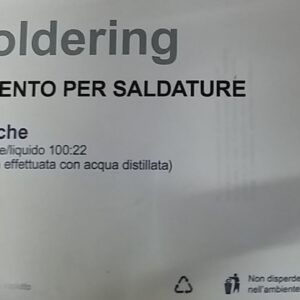 oldering
ENTO PER SALDATURE
che
e/liquido 100:22
effettuata con acqua distillata)
Non disperde
nell'ambiente